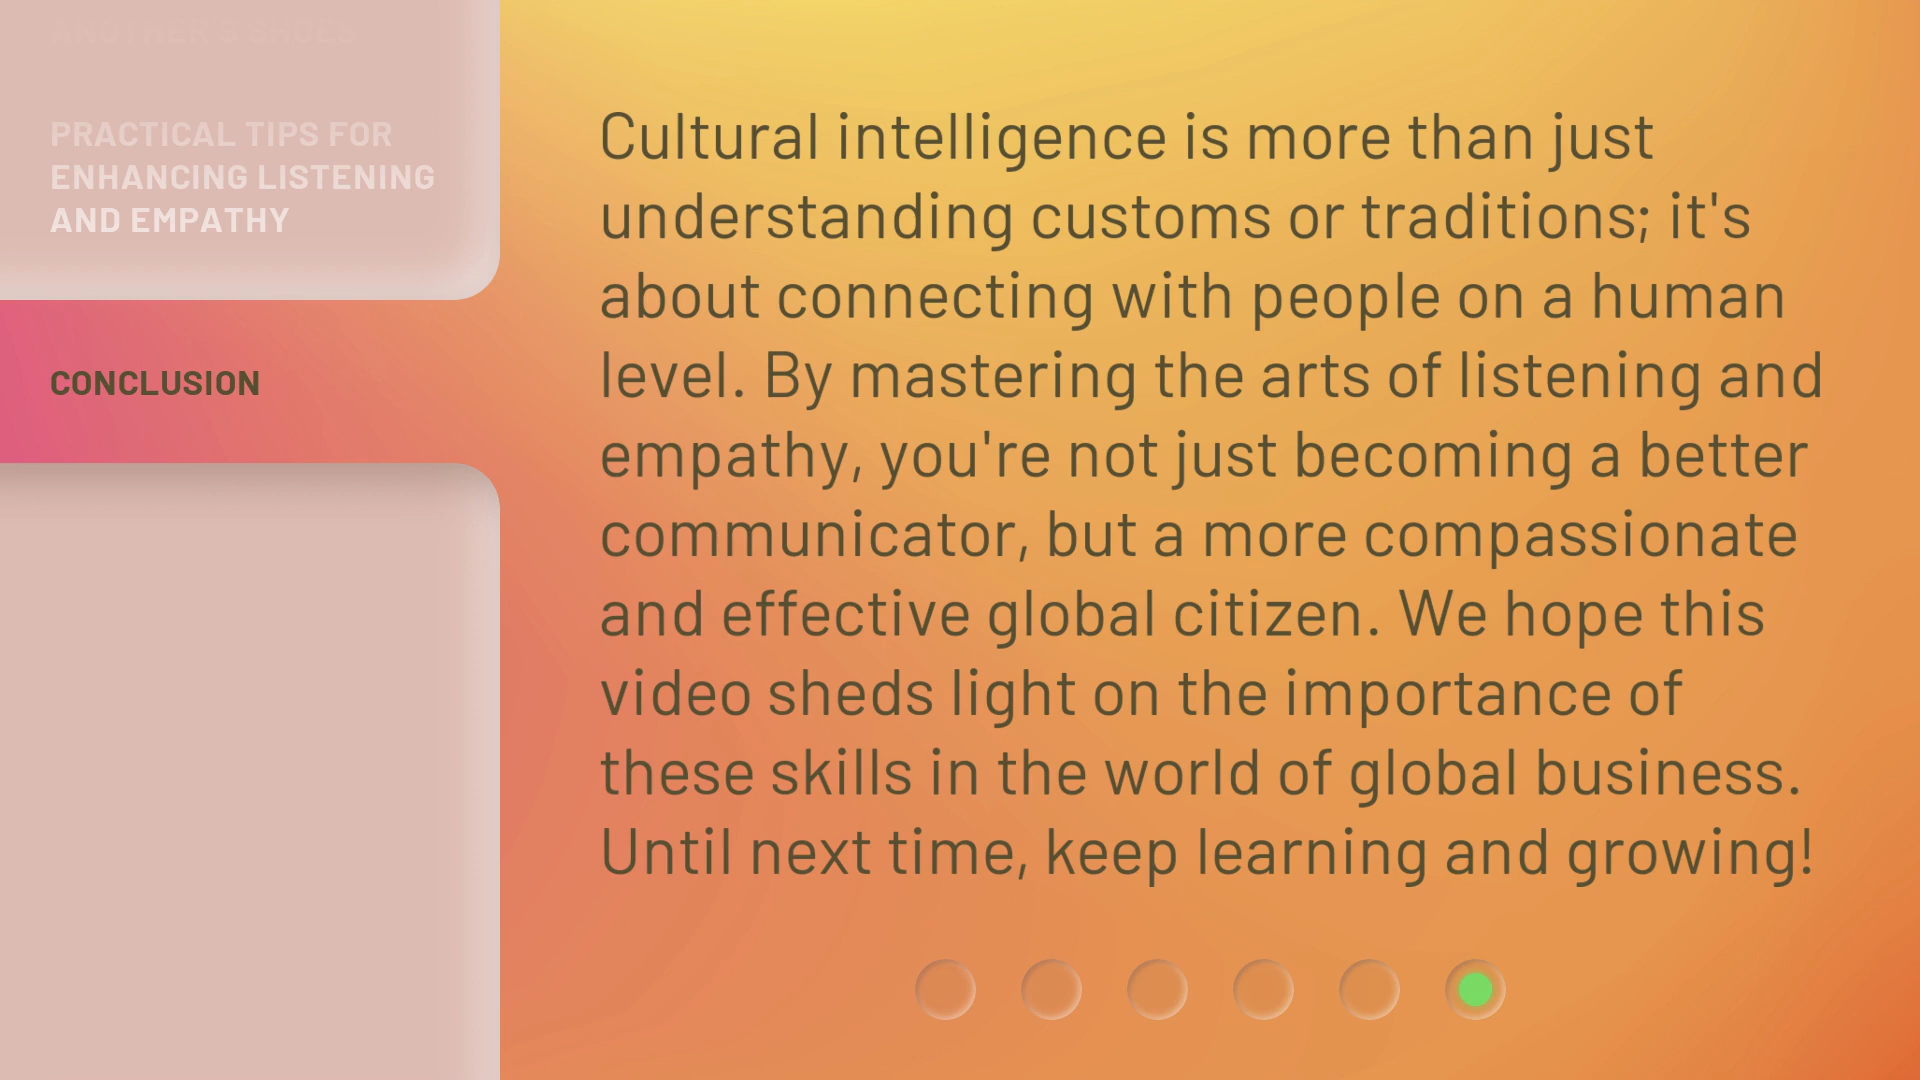 ANOTHER'S SHOES
PRACTICAL TIPS FOR
ENHANCING LISTENING
AND EMPATHY
CONCLUSION
Cultural intelligence is more than just
understanding customs or traditions; it's
about connecting with people on a human
level. By mastering the arts of listening and
empathy, you're not just becoming a better
communicator, but a more compassionate
and effective global citizen. We hope this
video sheds light on the importance of
these skills in the world of global business.
Until next time, keep learning and growing!